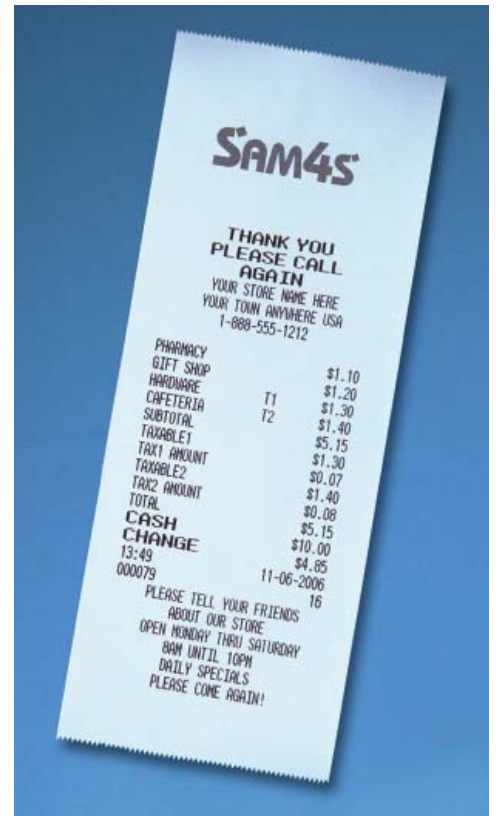 SAM4S
THANK YOU
PLEASE CALL
AGAIN
YOUR STORE NAME HERE
YOUR TOWN ANYWHERE USA
1-888-555-1212
PHARMACY $1.10
GIFT SHOP $1.20
HARDWARE T1 $1.30
CAFETERIA T2 $1.40
SUBTOTAL $5.15
TAXABLE1 $1.30
TAX1 AMOUNT $0.07
TAXABLE2 $1.40
TAX2 AMOUNT $0.08
TOTAL $5.15
CASH $10.00
CHANGE $4.85
13:49 11-06-2006
000079 16
PLEASE TELL YOUR FRIENDS
ABOUT OUR STORE
OPEN MONDAY THRU SATURDAY
8AM UNTIL 10PM
DAILY SPECIALS
PLEASE COME AGAIN!